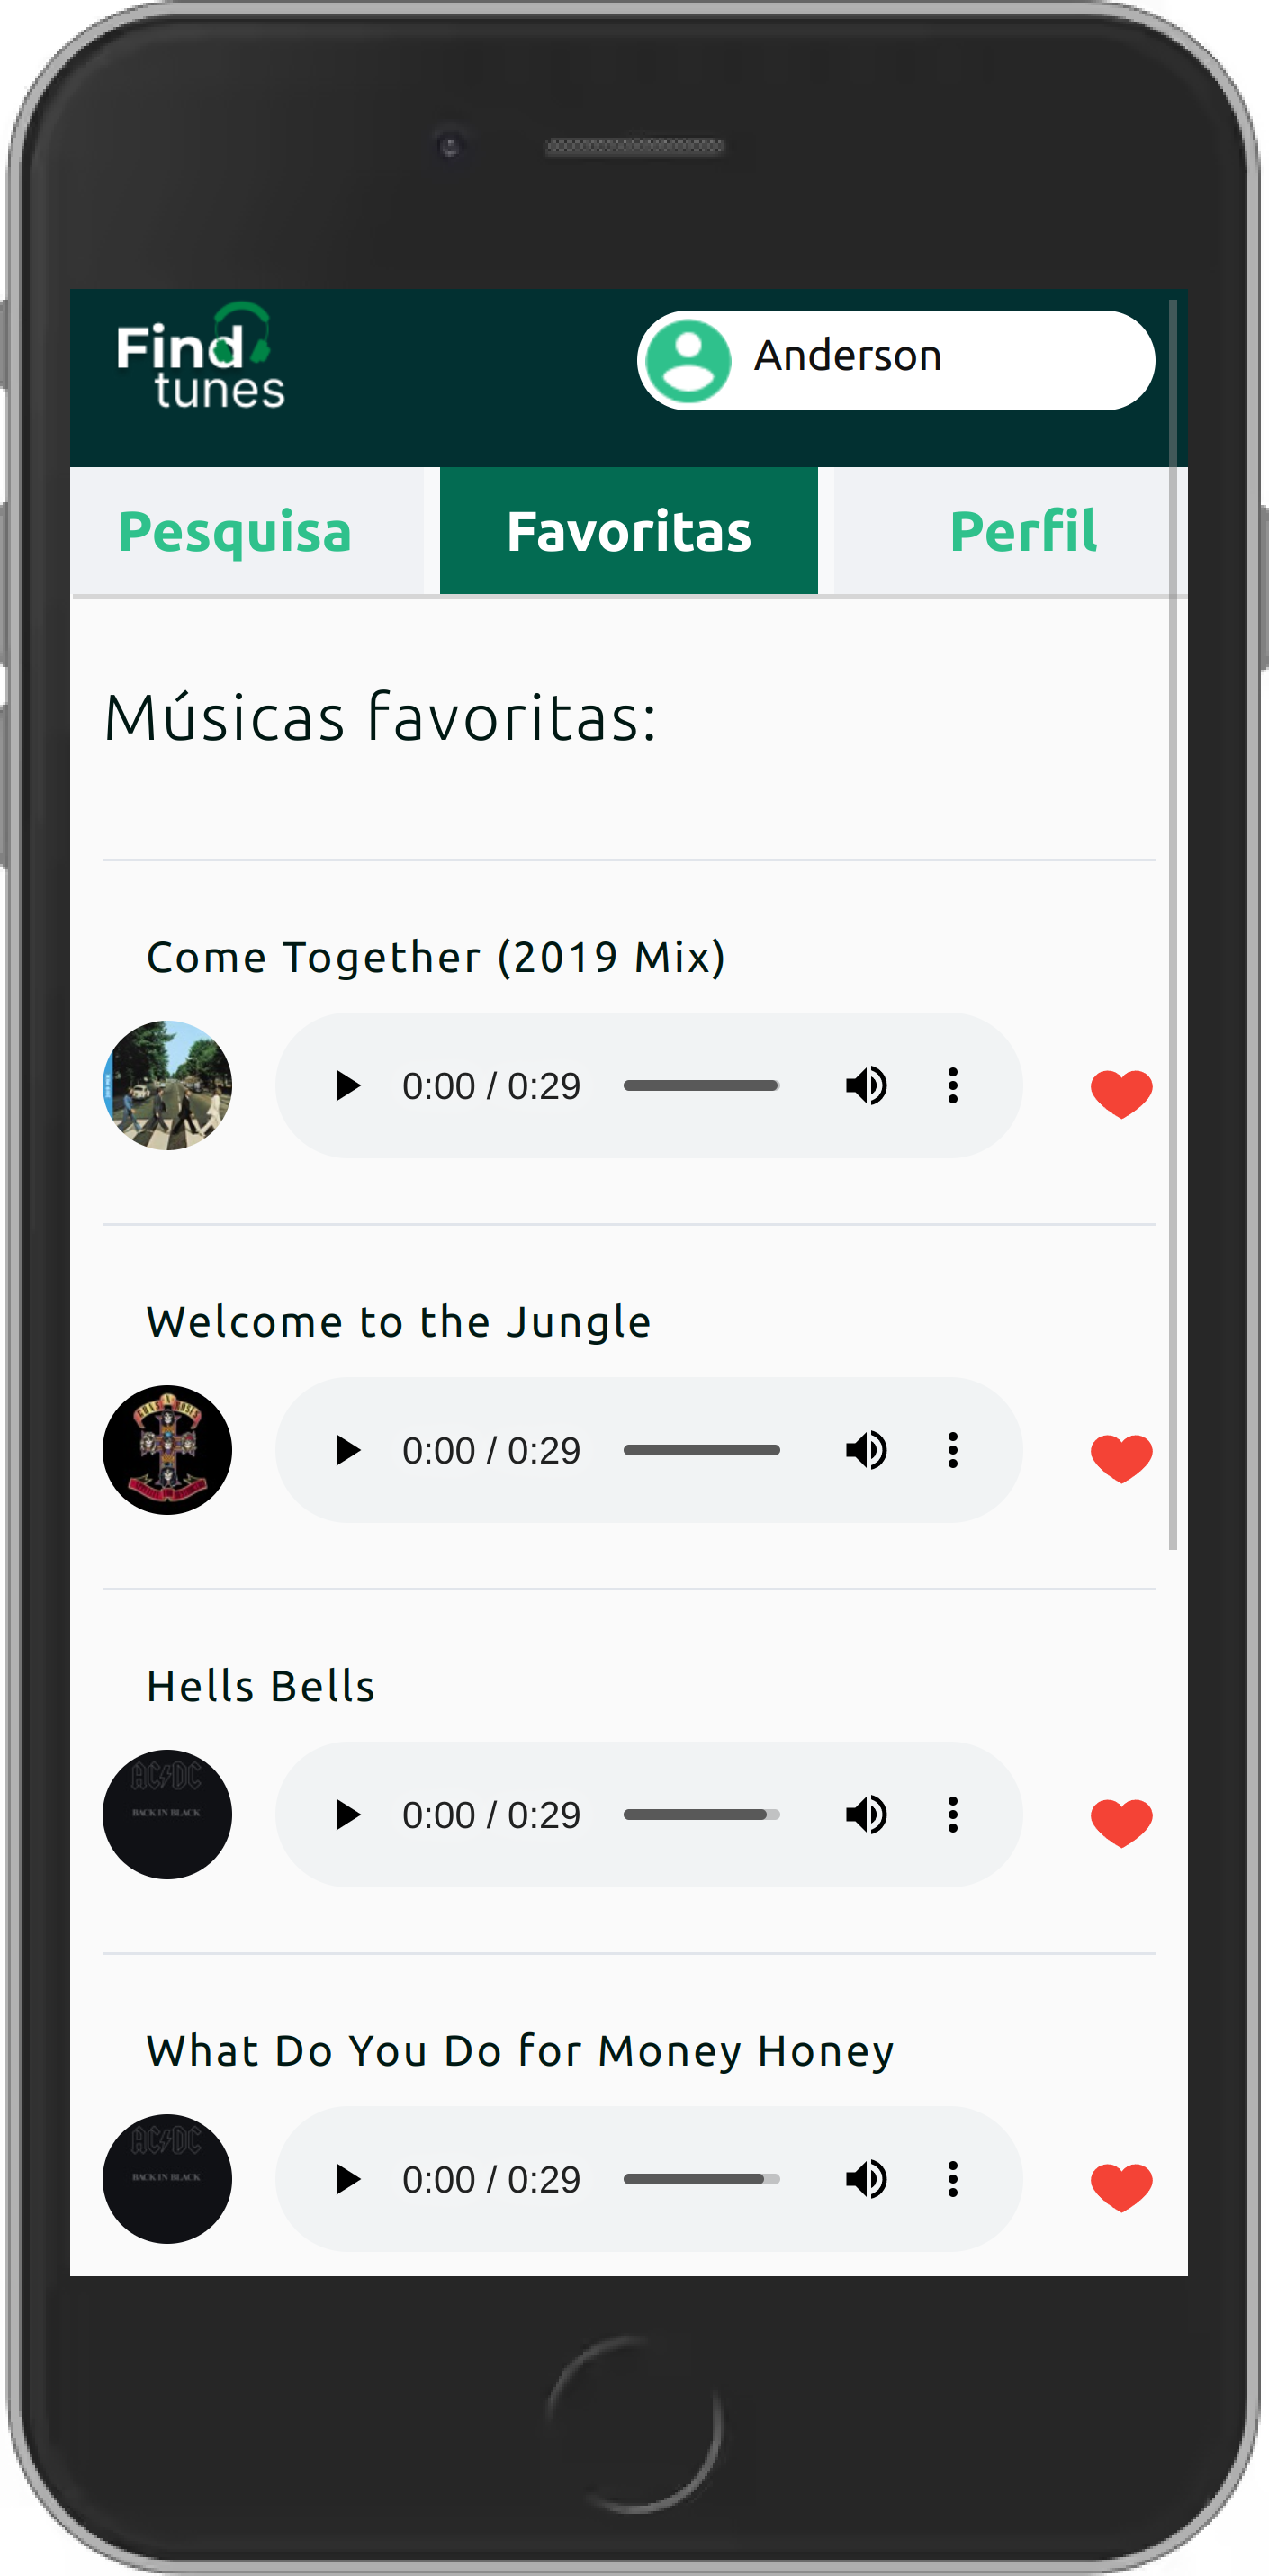 Find
tunes
Anderson
Pesquisa Favoritas Perfil
Músicas favoritas:
Come Together (2019 Mix)
0:00 / 0:29
Welcome to the Jungle
GUNS N' ROSES
0:00 / 0:29
Hells Bells
AC/DC
BACK IN BLACK
0:00 / 0:29
What Do You Do for Money Honey
AC/DC
BACK IN BLACK
0:00 / 0:29